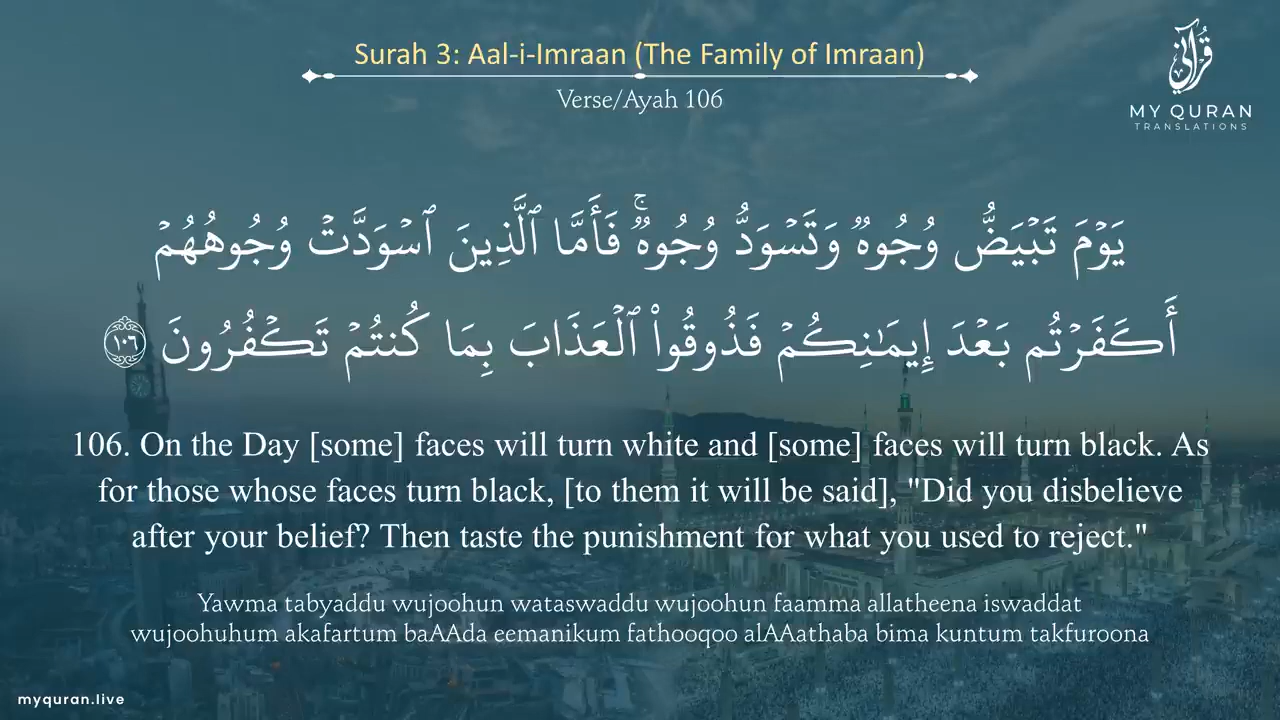 Surah 3: Aal-i-Imraan (The Family of Imraan)
Verse/Ayah 106
قرآني
MY QURAN
TRANSLATIONS
يَوْمَ تَبْيَضُّ وُجُوهٌ وَتَسْوَدُّ وُجُوهٌ ۚ فَأَمَّا ٱلَّذِينَ ٱسْوَدَّتْ وُجُوهُهُمْ
أَكَفَرْتُم بَعْدَ إِيمَـٰنِكُمْ فَذُوقُوا۟ ٱلْعَذَابَ بِمَا كُنتُمْ تَكْفُرُونَ ١٠٦
106. On the Day [some] faces will turn white and [some] faces will turn black. As
for those whose faces turn black, [to them it will be said], "Did you disbelieve
after your belief? Then taste the punishment for what you used to reject."
Yawma tabyaddu wujoohun wataswaddu wujoohun faamma allatheena iswaddat
wujoohuhum akafartum baAAda eemanikum fathooqoo alAAathaba bima kuntum takfuroona
myquran.live